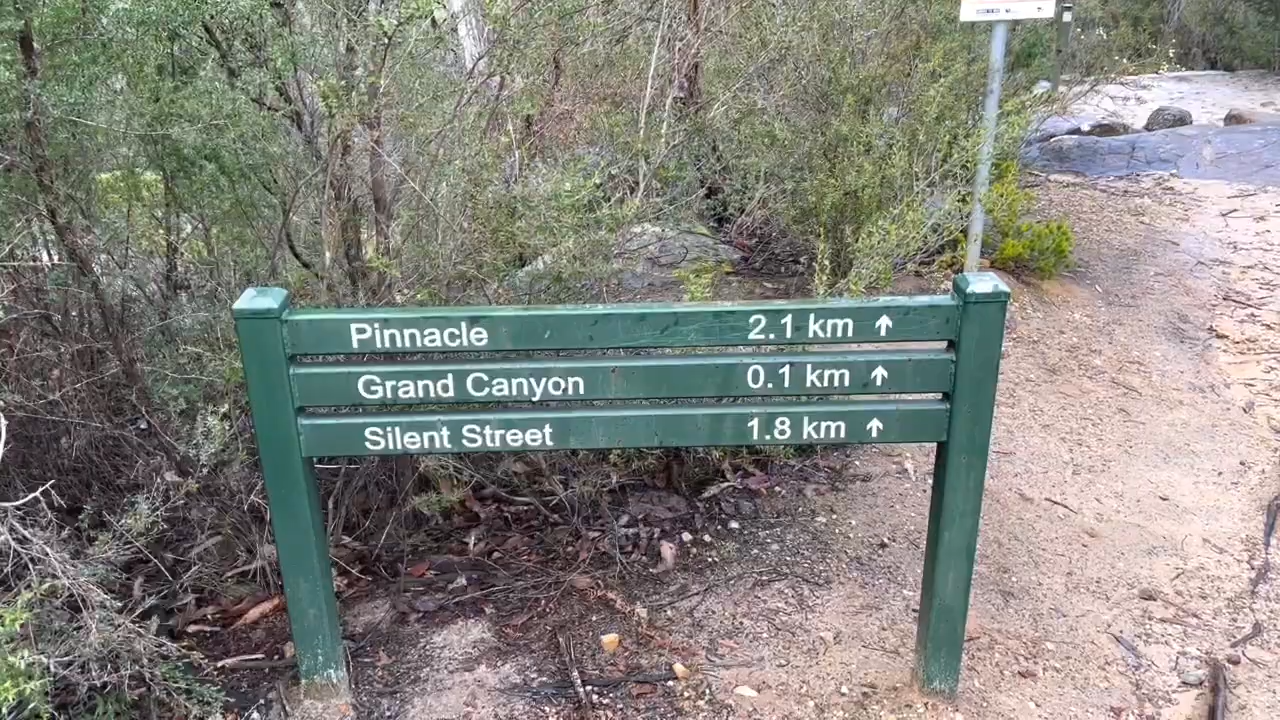 Pinnacle 2.1 km ↑
Grand Canyon 0.1 km ↑
Silent Street 1.8 km ↑